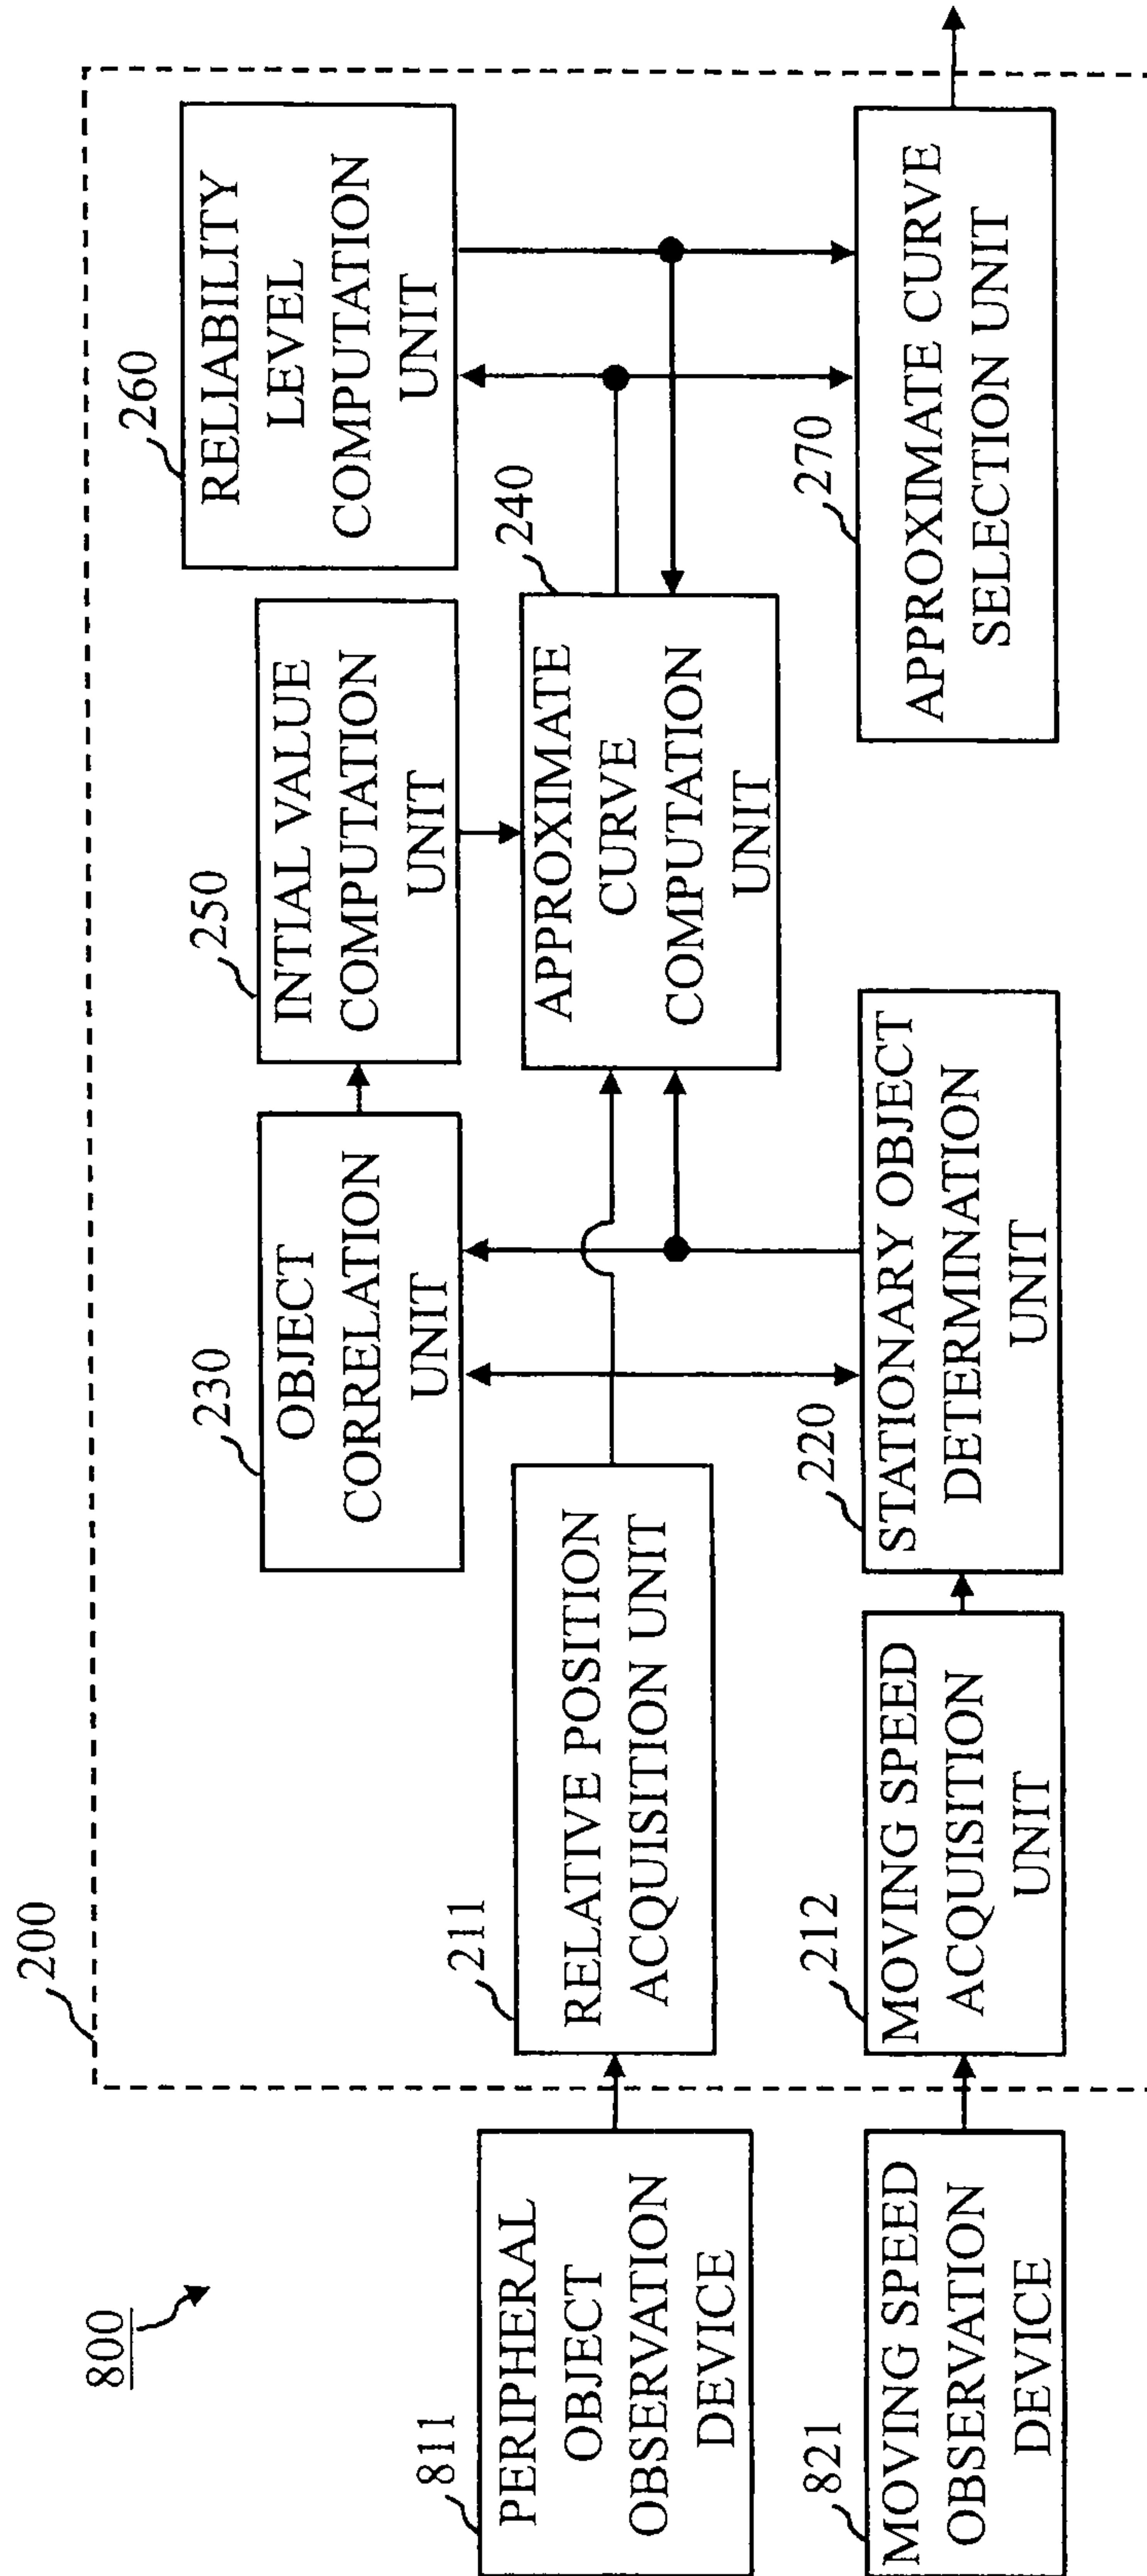 800
200
811
PERIPHERAL
OBJECT
OBSERVATION
DEVICE
821
MOVING SPEED
OBSERVATION
DEVICE
211
RELATIVE POSITION
ACQUISITION UNIT
212
MOVING SPEED
ACQUISITION
UNIT
230
OBJECT
CORRELATION
UNIT
220
STATIONARY OBJECT
DETERMINATION
UNIT
250
INTIAL VALUE
COMPUTATION
UNIT
240
APPROXIMATE
CURVE
COMPUTATION
UNIT
260
RELIABILITY
LEVEL
COMPUTATION
UNIT
270
APPROXIMATE CURVE
SELECTION UNIT